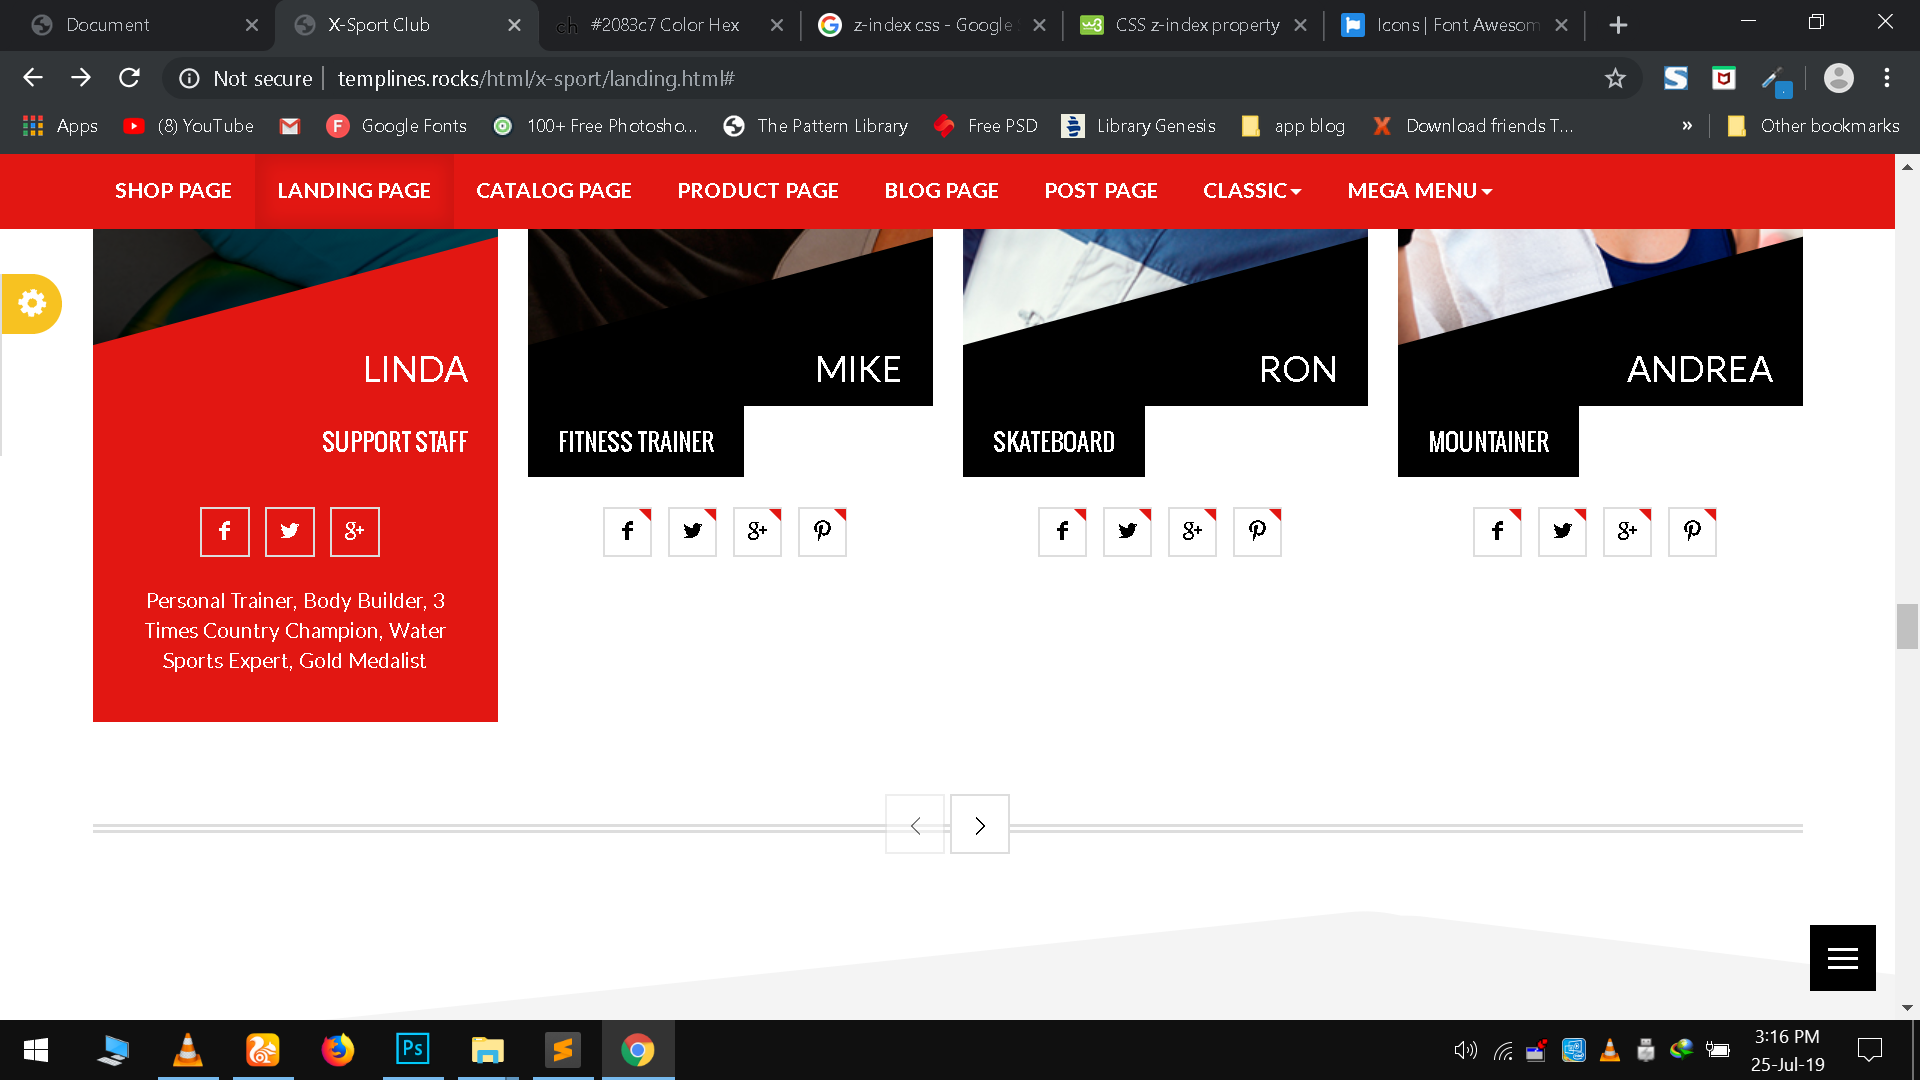 Document
X-Sport Club
ch #2083c7 Color Hex
z-index css - Google
CSS z-index property
Icons | Font Awesom
Not secure | templines.rocks/html/x-sport/landing.html#
Apps
(8) YouTube
Google Fonts
100+ Free Photosho...
The Pattern Library
Free PSD
Library Genesis
app blog
Download friends T...
»
Other bookmarks
SHOP PAGE
LANDING PAGE
CATALOG PAGE
PRODUCT PAGE
BLOG PAGE
POST PAGE
CLASSIC
MEGA MENU
LINDA
SUPPORT STAFF
Personal Trainer, Body Builder, 3
Times Country Champion, Water
Sports Expert, Gold Medalist
MIKE
FITNESS TRAINER
RON
SKATEBOARD
ANDREA
MOUNTAINER
Ps
3:16 PM
25-Jul-19